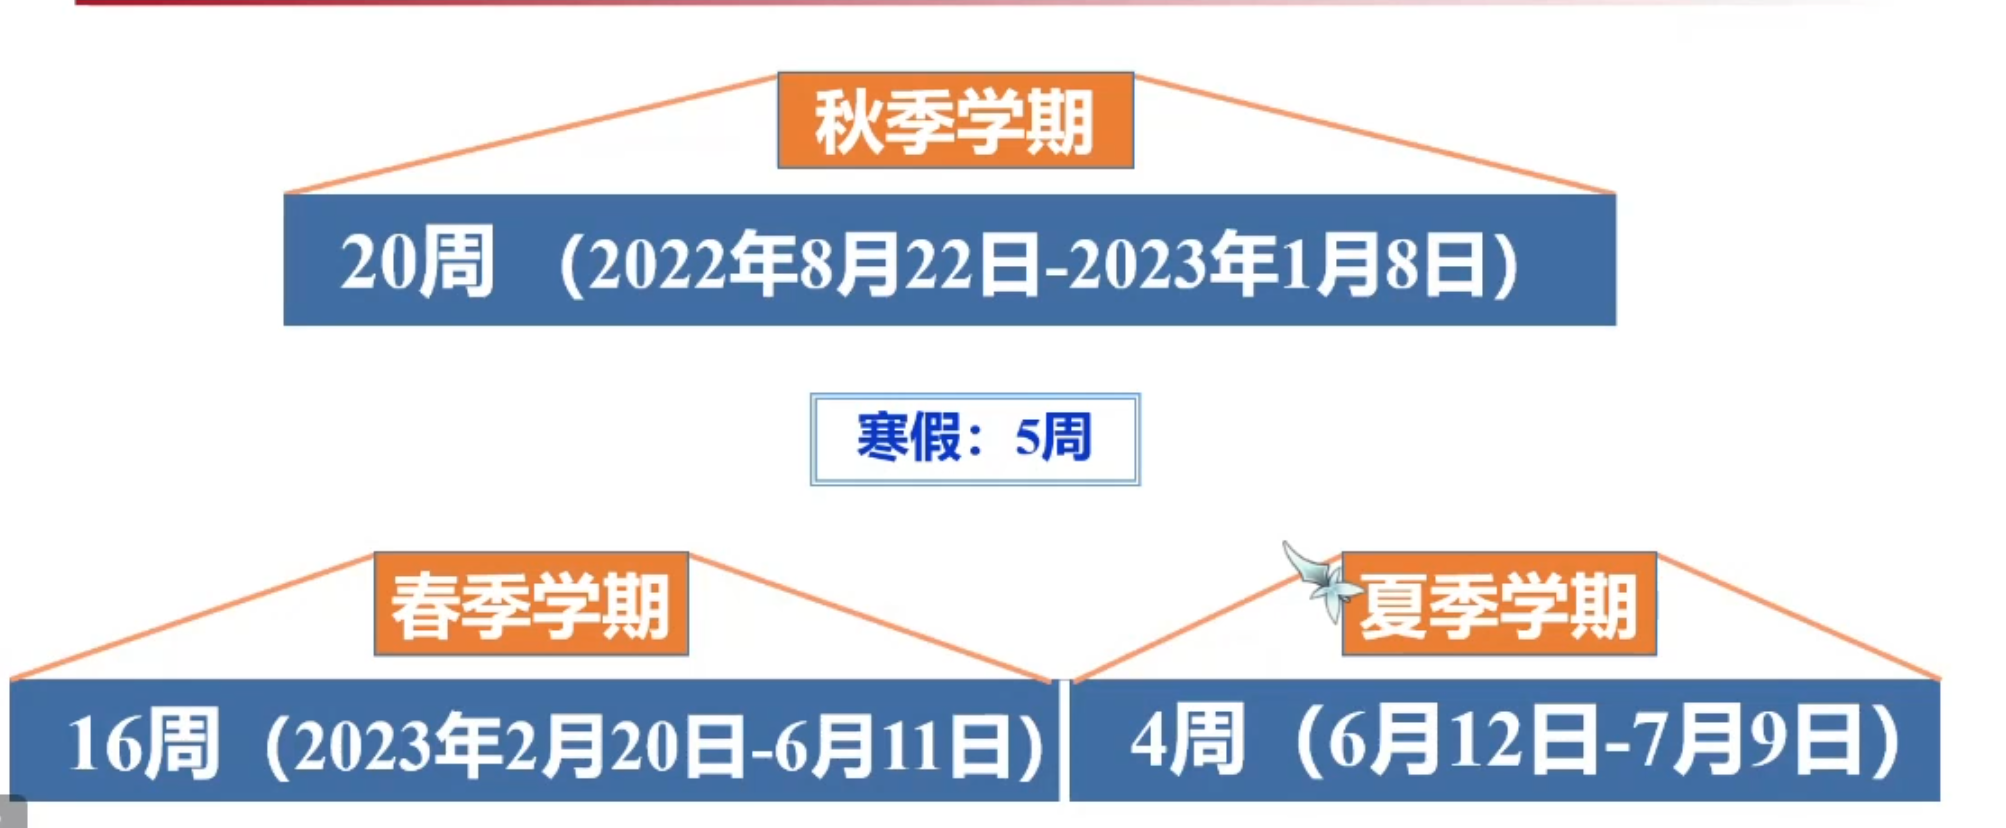 秋季学期
20周 （2022年8月22日-2023年1月8日）
寒假：5周
春季学期
16周（2023年2月20日-6月11日）
夏季学期
4周（6月12日-7月9日）